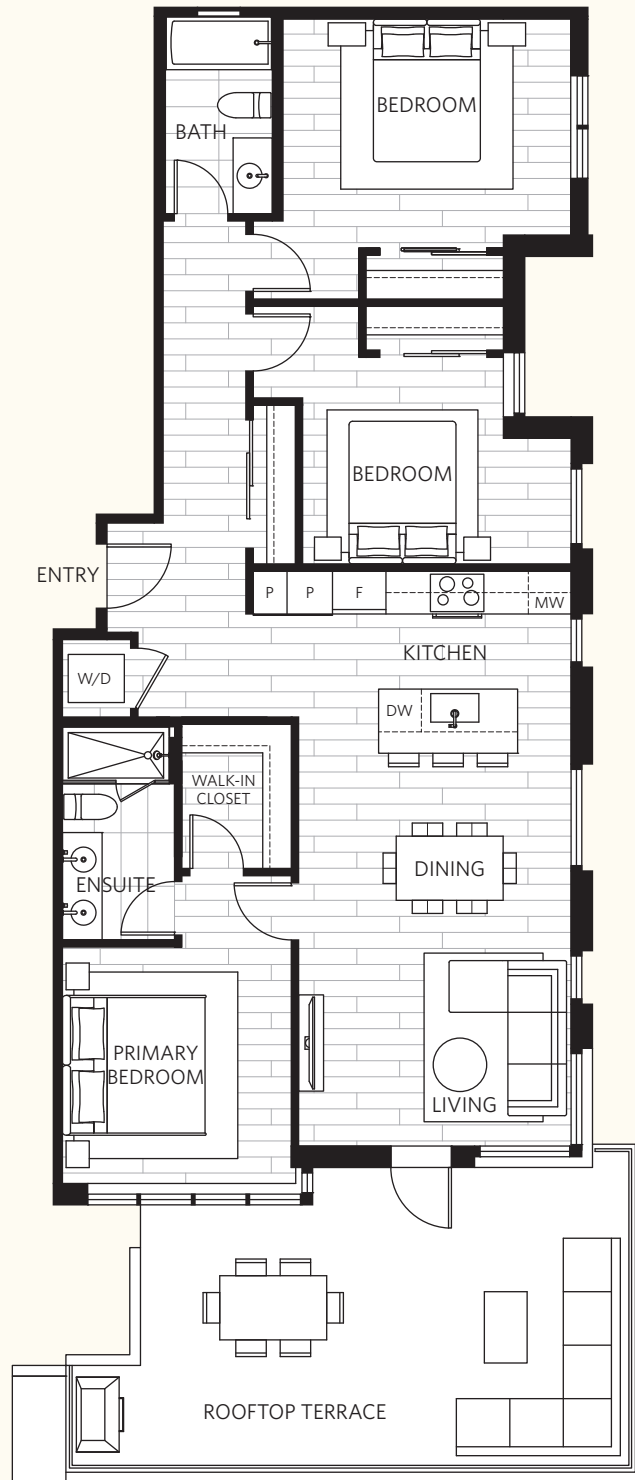 BATH
BEDROOM
BEDROOM
ENTRY
P P F
MW
KITCHEN
W/D
DW
WALK-IN
CLOSET
DINING
ENSUITE
PRIMARY
BEDROOM
LIVING
ROOFTOP TERRACE